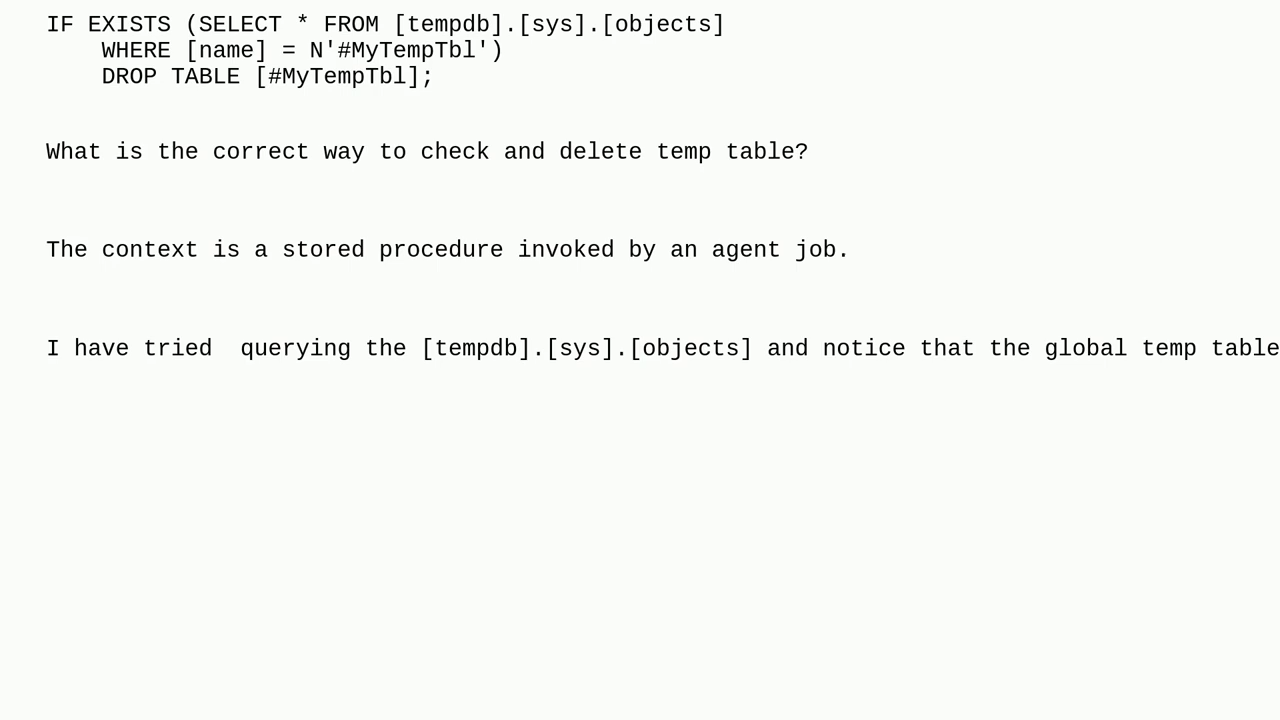 IF EXISTS (SELECT * FROM [tempdb].[sys].[objects]
    WHERE [name] = N'#MyTempTbl')
    DROP TABLE [#MyTempTbl];
What is the correct way to check and delete temp table?
The context is a stored procedure invoked by an agent job.
I have tried  querying the [tempdb].[sys].[objects] and notice that the global temp table